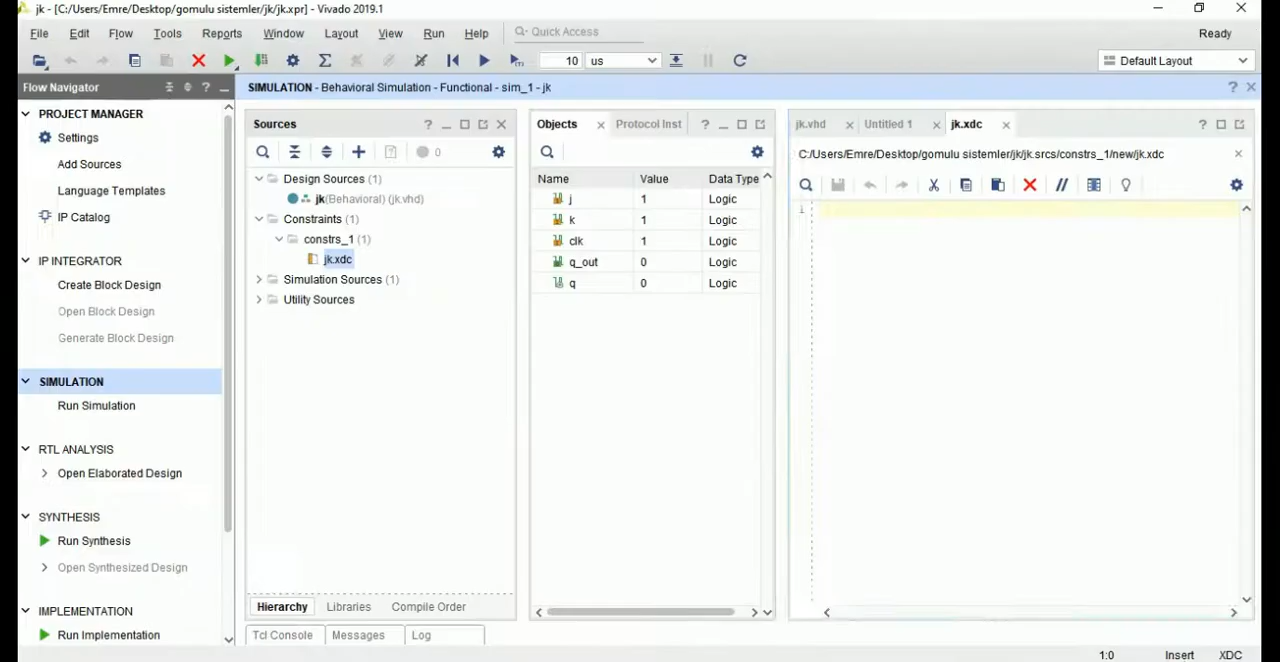 jk - [C:/Users/Emre/Desktop/gomulu sistemler/jk/jk.xpr] - Vivado 2019.1
File Edit Flow Tools Reports Window Layout View Run Help Quick Access Ready
10 us Default Layout
Flow Navigator
SIMULATION - Behavioral Simulation - Functional - sim_1 - jk
PROJECT MANAGER
Settings
Add Sources
Language Templates
IP Catalog
IP INTEGRATOR
Create Block Design
Open Block Design
Generate Block Design
SIMULATION
Run Simulation
RTL ANALYSIS
Open Elaborated Design
SYNTHESIS
Run Synthesis
Open Synthesized Design
IMPLEMENTATION
Run Implementation
Sources
0
Design Sources (1)
jk(Behavioral) (jk.vhd)
Constraints (1)
constrs_1 (1)
jk.xdc
Simulation Sources (1)
Utility Sources
Hierarchy Libraries Compile Order
Tcl Console Messages Log
Objects Protocol Inst
Name Value Data Type
j 1 Logic
k 1 Logic
clk 1 Logic
q_out 0 Logic
q 0 Logic
jk.vhd Untitled 1 jk.xdc
C:/Users/Emre/Desktop/gomulu sistemler/jk/jk.srcs/constrs_1/new/jk.xdc
1
1:0 Insert XDC